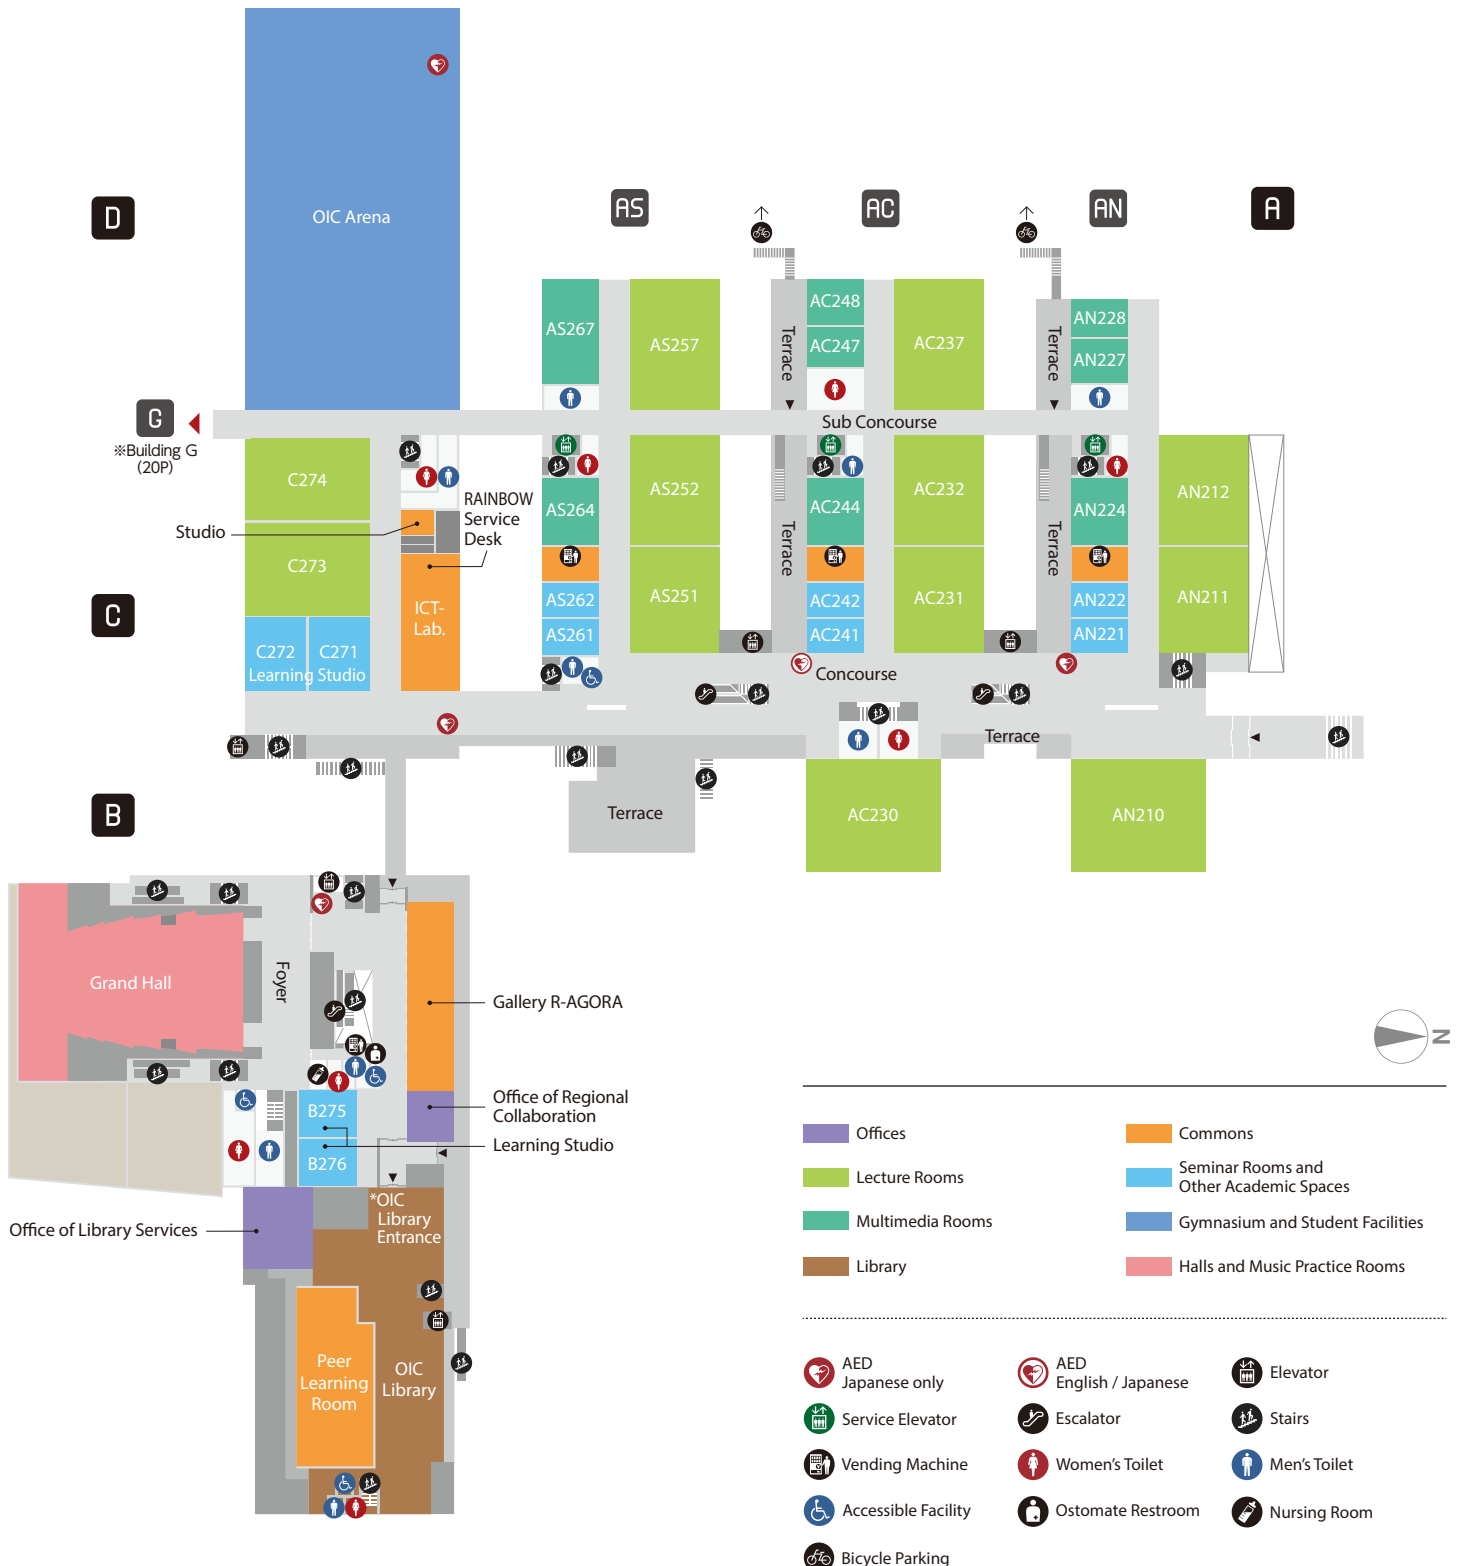 D
OIC Arena
AS
AC
AN
A
AS267
AS257
Terrace
AC248
AC247
AC237
Terrace
AN228
AN227
G
※Building G
(20P)
Sub Concourse
C274
Studio
C273
RAINBOW
Service
Desk
ICT-
Lab.
C272
C271
Learning Studio
C
AS264
AS252
AS262
AS251
AS261
Terrace
AC244
AC232
AC242
AC231
AC241
Terrace
AN224
AN212
AN222
AN211
AN221
Concourse
Terrace
Terrace
AC230
AN210
B
Grand Hall
Foyer
Gallery R-AGORA
Office of Regional
Collaboration
B275
Learning Studio
B276
Office of Library Services
*OIC
Library
Entrance
Peer
Learning
Room
OIC
Library
N
Offices
Commons
Lecture Rooms
Seminar Rooms and
Other Academic Spaces
Multimedia Rooms
Gymnasium and Student Facilities
Library
Halls and Music Practice Rooms
AED
Japanese only
AED
English / Japanese
Elevator
Service Elevator
Escalator
Stairs
Vending Machine
Women's Toilet
Men's Toilet
Accessible Facility
Ostomate Restroom
Nursing Room
Bicycle Parking